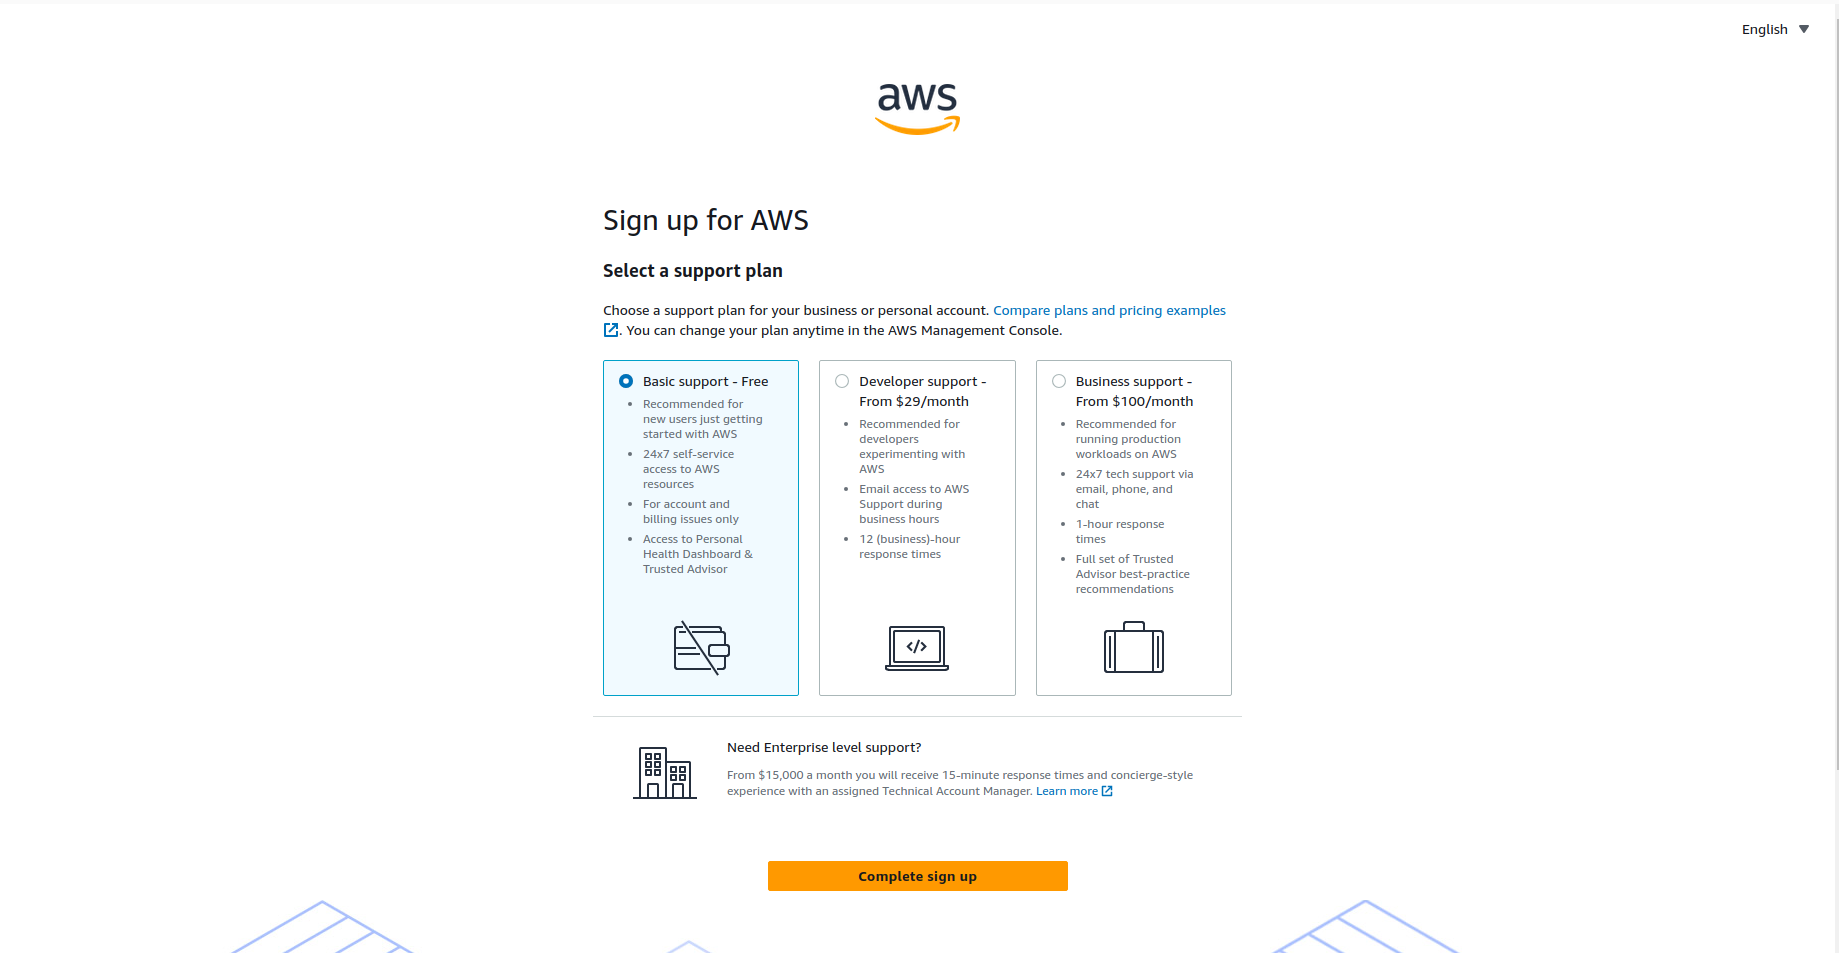 English
aws
Sign up for AWS
Select a support plan
Choose a support plan for your business or personal account. Compare plans and pricing examples
. You can change your plan anytime in the AWS Management Console.
Basic support - Free
Recommended for
new users just getting
started with AWS
24x7 self-service
access to AWS
resources
For account and
billing issues only
Access to Personal
Health Dashboard &
Trusted Advisor
Developer support -
From $29/month
Recommended for
developers
experimenting with
AWS
Email access to AWS
Support during
business hours
12 (business)-hour
response times
</>
Business support -
From $100/month
Recommended for
running production
workloads on AWS
24x7 tech support via
email, phone, and
chat
1-hour response
times
Full set of Trusted
Advisor best-practice
recommendations
Need Enterprise level support?
From $15,000 a month you will receive 15-minute response times and concierge-style
experience with an assigned Technical Account Manager. Learn more
Complete sign up